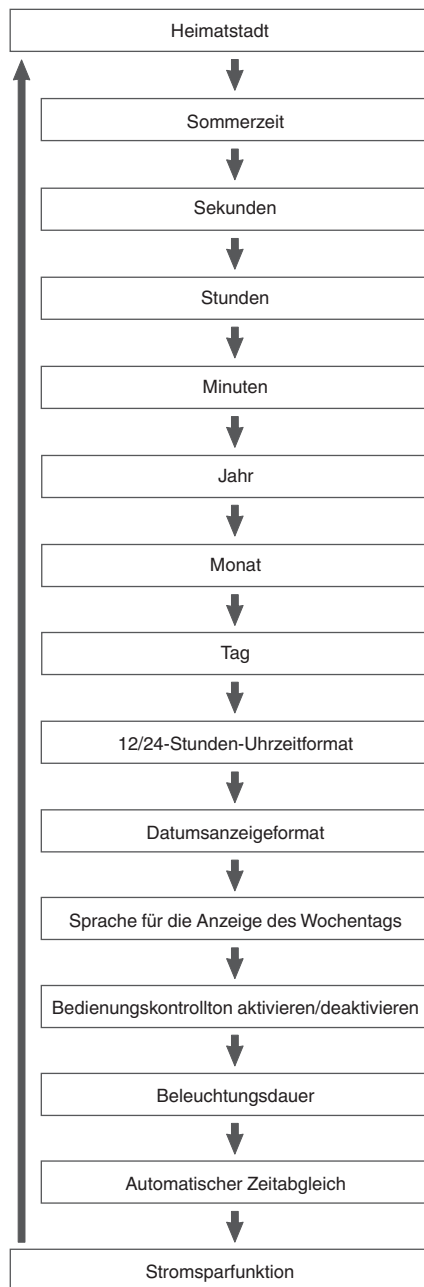 Heimatstadt
Sommerzeit
Sekunden
Stunden
Minuten
Jahr
Monat
Tag
12/24-Stunden-Uhrzeitformat
Datumsanzeigeformat
Sprache für die Anzeige des Wochentags
Bedienungskontrollton aktivieren/deaktivieren
Beleuchtungsdauer
Automatischer Zeitabgleich
Stromsparfunktion